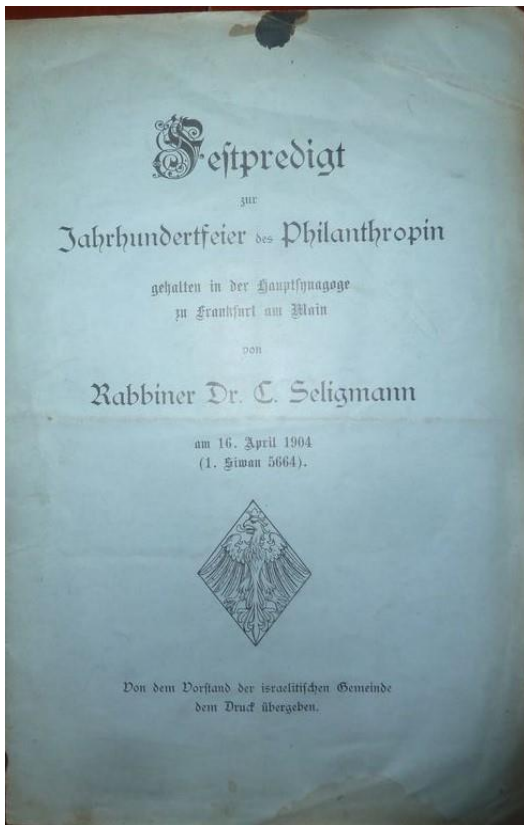 Festpredigt
zur
Jahrhundertfeier des Philanthropin
gehalten in der Hauptsynagoge
zu Frankfurt am Main
von
Rabbiner Dr. C. Seligmann
am 16. April 1904
(1. Siwan 5664).
Von dem Vorstand der israelitischen Gemeinde
dem Druck übergeben.